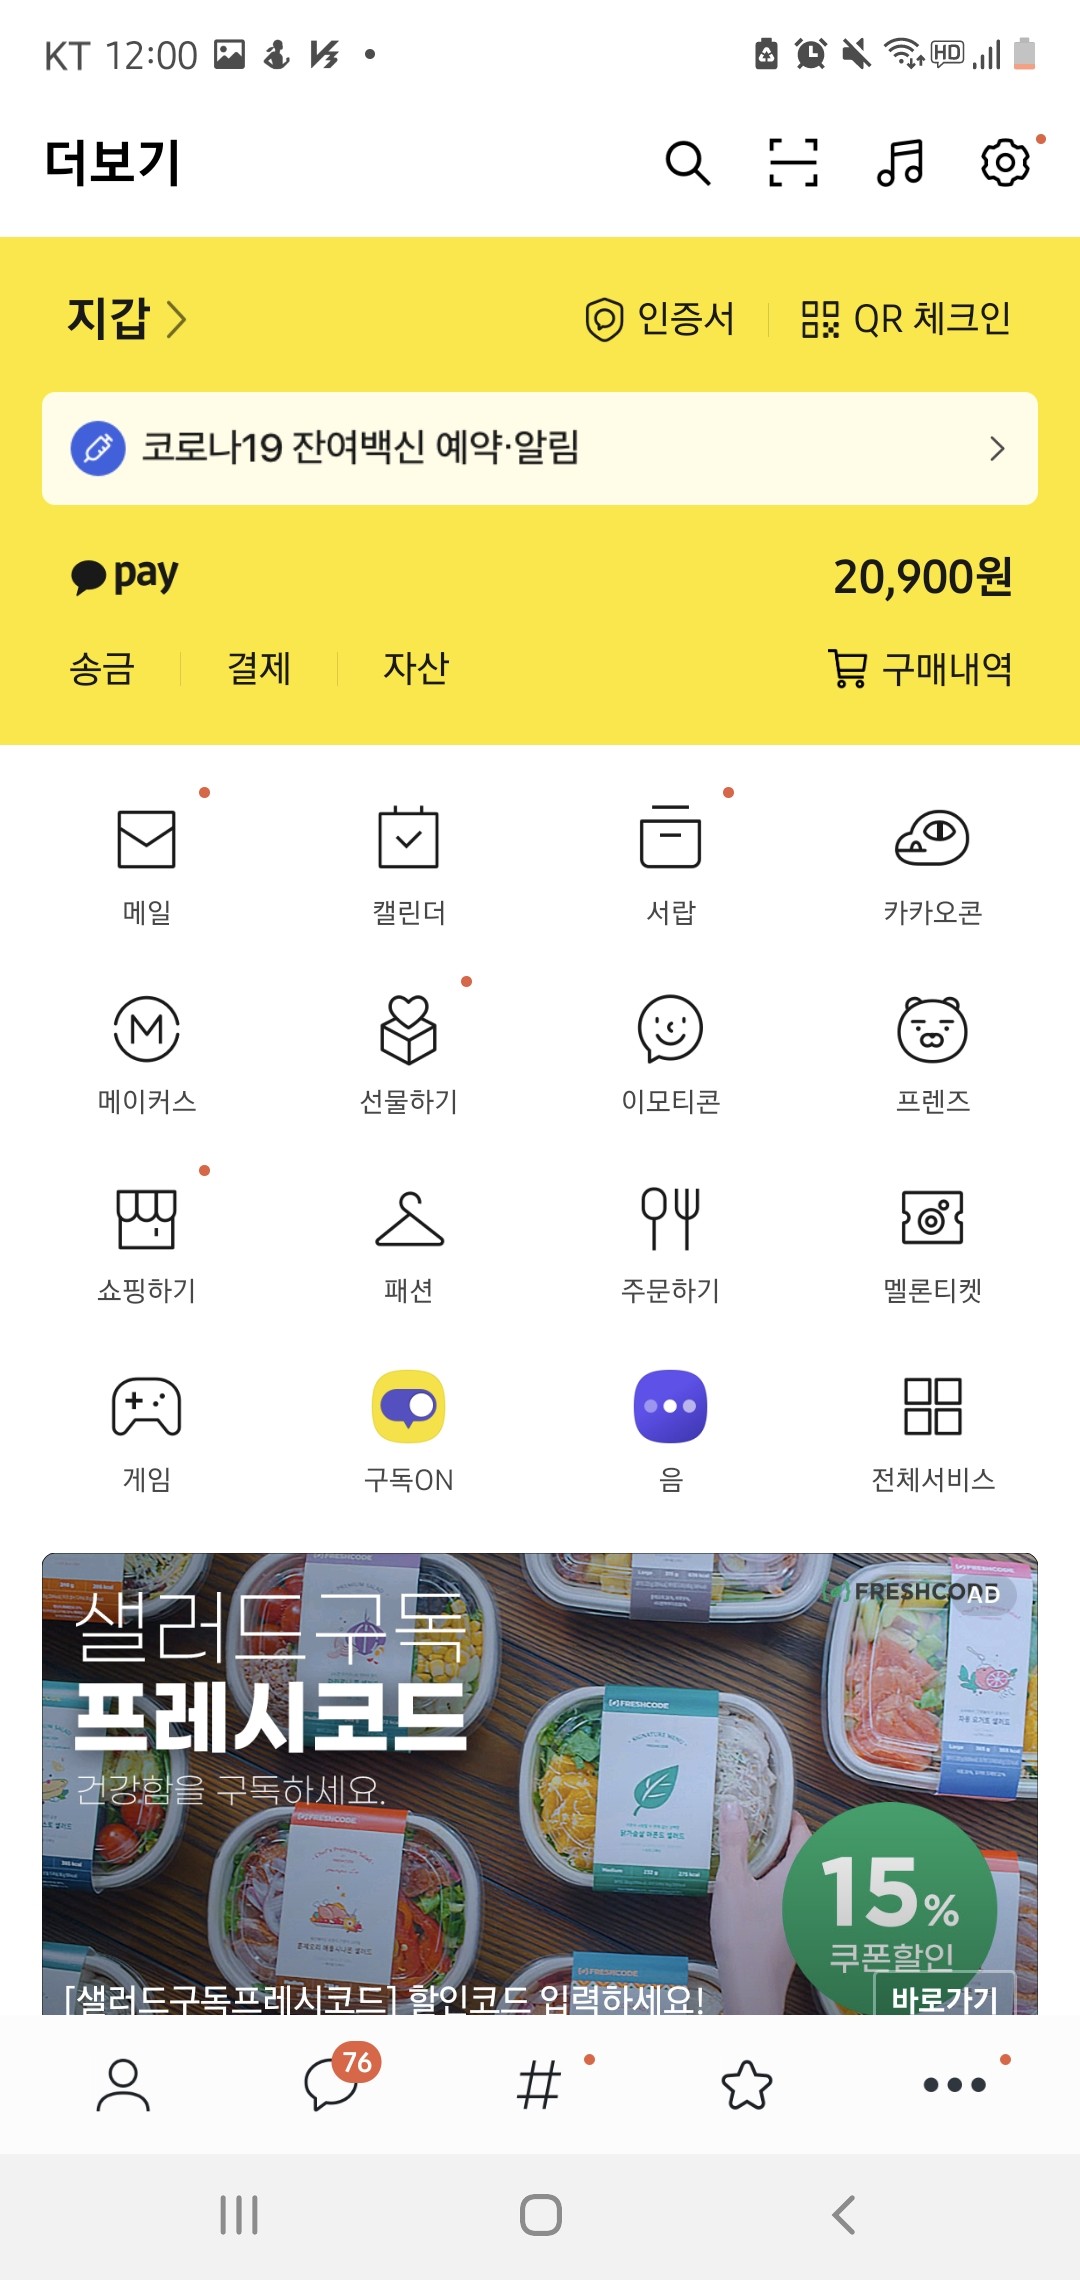 KT 12:00
HD
더보기
지갑
인증서
QR 체크인
코로나19 잔여백신 예약·알림
pay
20,900원
송금
결제
자산
구매내역
메일
캘린더
서랍
카카오콘
M
메이커스
선물하기
이모티콘
프렌즈
쇼핑하기
패션
주문하기
멜론티켓
게임
구독ON
음
전체서비스
FRESHCODE
AD
샐러드구독
프레시코드
건강함을 구독하세요.
FRESHCODE
FRESHCODE
FRESHCODE
FRESHCODE
15%
쿠폰할인
[샐러드구독프레시코드] 할인코드 입력하세요!
바로가기
76
#